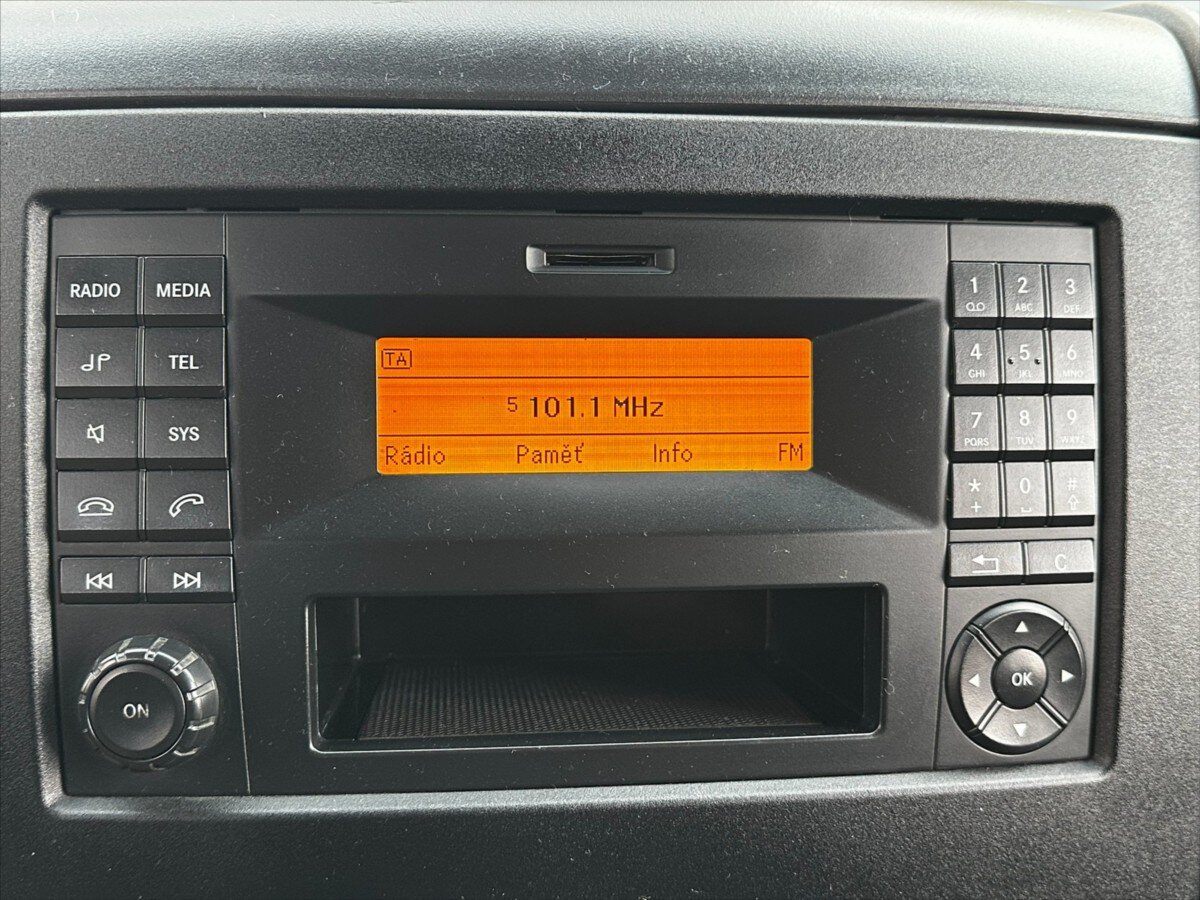 RADIO MEDIA
TEL
SYS
ON
TA
5 101.1 MHz
Rádio Paměť Info FM
1 2 3
ABC DEF
4 5 6
GHI JKL MNO
7 8 9
PQRS TUV WXYZ
* 0 #
+
C
OK